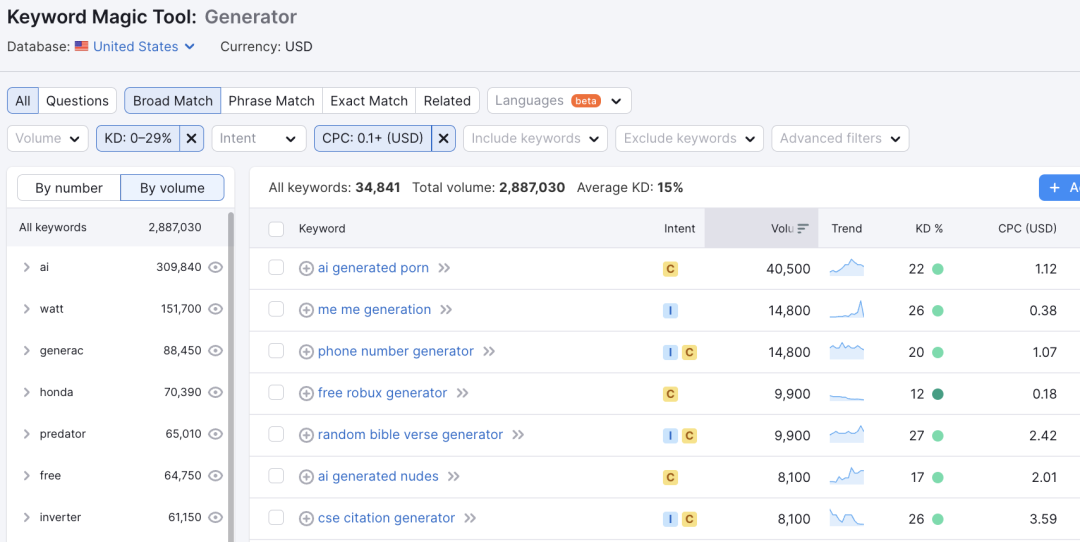 Keyword Magic Tool: Generator
Database: United States Currency: USD
All Questions Broad Match Phrase Match Exact Match Related Languages beta
Volume KD: 0–29% Intent CPC: 0.1+ (USD) Include keywords Exclude keywords Advanced filters
By number By volume
All keywords: 34,841 Total volume: 2,887,030 Average KD: 15%
+ A
All keywords 2,887,030
ai 309,840
watt 151,700
generac 88,450
honda 70,390
predator 65,010
free 64,750
inverter 61,150
Keyword Intent Volu Trend KD % CPC (USD)
ai generated porn C 40,500 22 1.12
me me generation I 14,800 26 0.38
phone number generator I C 14,800 20 1.07
free robux generator C 9,900 12 0.18
random bible verse generator I C 9,900 27 2.42
ai generated nudes C 8,100 17 2.01
cse citation generator I C 8,100 26 3.59